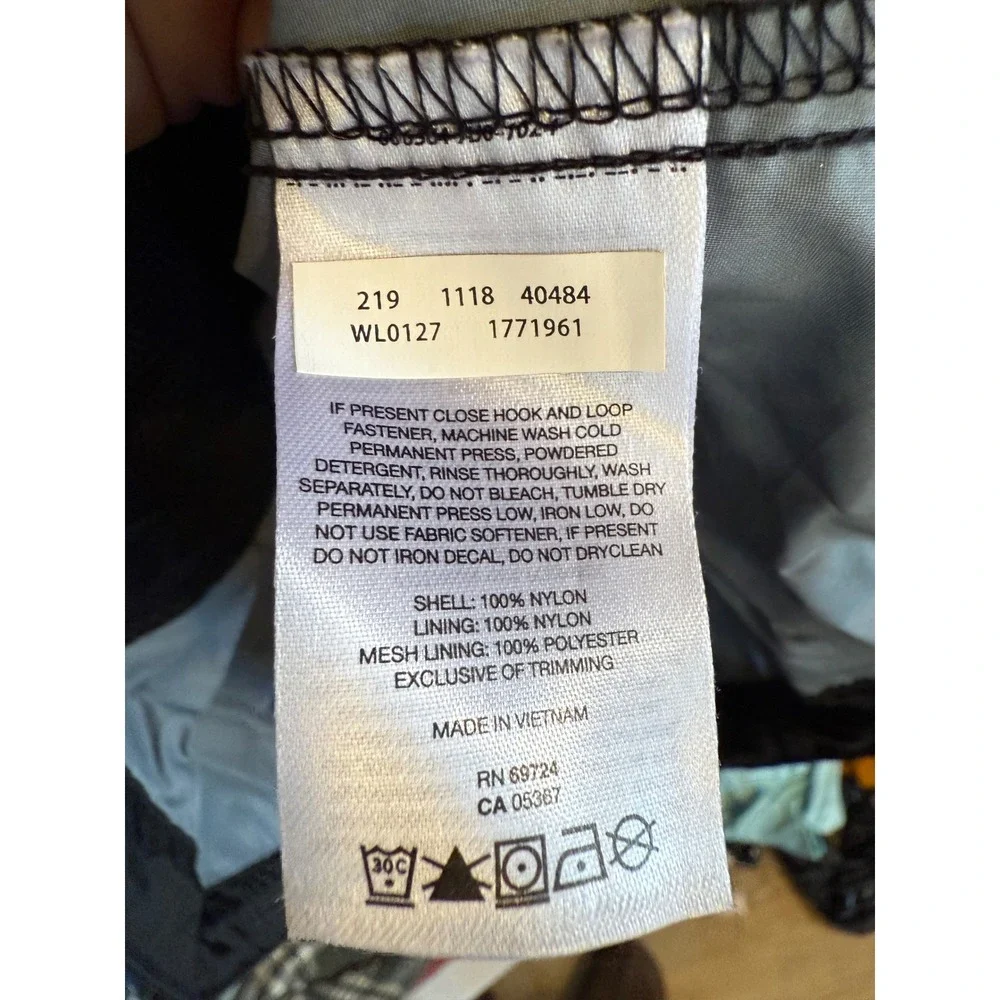 219 1118 40484
WL0127 1771961
IF PRESENT CLOSE HOOK AND LOOP
FASTENER, MACHINE WASH COLD
PERMANENT PRESS, POWDERED
DETERGENT, RINSE THOROUGHLY, WASH
SEPARATELY, DO NOT BLEACH, TUMBLE DRY
PERMANENT PRESS LOW, IRON LOW, DO
NOT USE FABRIC SOFTENER, IF PRESENT
DO NOT IRON DECAL, DO NOT DRYCLEAN
SHELL: 100% NYLON
LINING: 100% NYLON
MESH LINING: 100% POLYESTER
EXCLUSIVE OF TRIMMING
MADE IN VIETNAM
RN 69724
CA 05367
30C